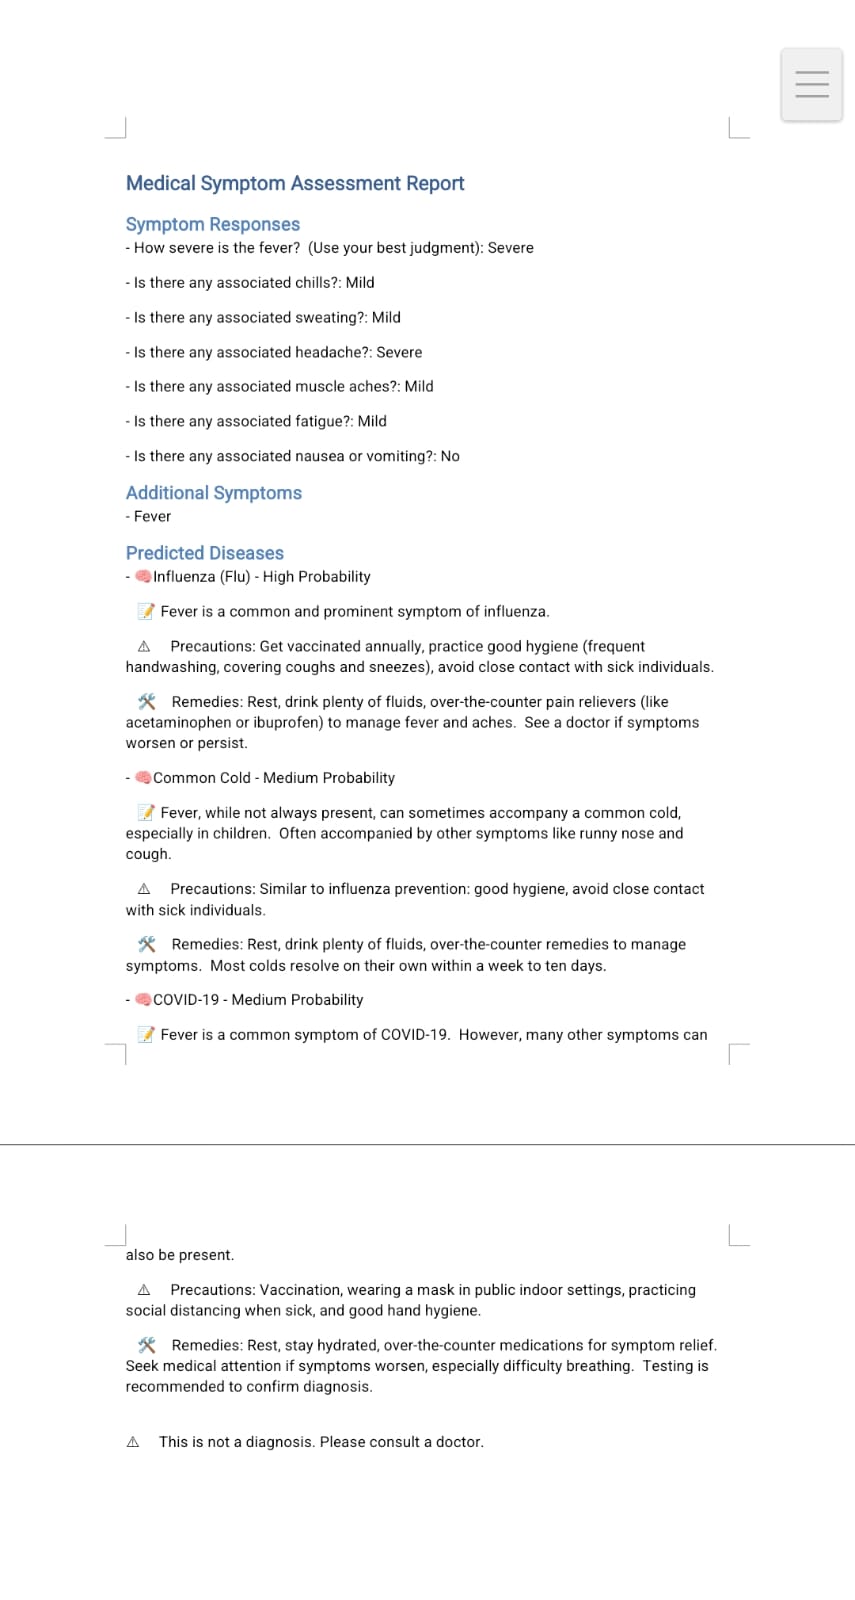 Medical Symptom Assessment Report
Symptom Responses
- How severe is the fever?  (Use your best judgment): Severe
- Is there any associated chills?: Mild
- Is there any associated sweating?: Mild
- Is there any associated headache?: Severe
- Is there any associated muscle aches?: Mild
- Is there any associated fatigue?: Mild
- Is there any associated nausea or vomiting?: No
Additional Symptoms
- Fever
Predicted Diseases
- 🧠Influenza (Flu) - High Probability
📝 Fever is a common and prominent symptom of influenza.
⚠ Precautions: Get vaccinated annually, practice good hygiene (frequent
handwashing, covering coughs and sneezes), avoid close contact with sick individuals.
🛠 Remedies: Rest, drink plenty of fluids, over-the-counter pain relievers (like
acetaminophen or ibuprofen) to manage fever and aches.  See a doctor if symptoms
worsen or persist.
- 🧠Common Cold - Medium Probability
📝 Fever, while not always present, can sometimes accompany a common cold,
especially in children.  Often accompanied by other symptoms like runny nose and
cough.
⚠ Precautions: Similar to influenza prevention: good hygiene, avoid close contact
with sick individuals.
🛠 Remedies: Rest, drink plenty of fluids, over-the-counter remedies to manage
symptoms.  Most colds resolve on their own within a week to ten days.
- 🧠COVID-19 - Medium Probability
📝 Fever is a common symptom of COVID-19.  However, many other symptoms can
also be present.
⚠ Precautions: Vaccination, wearing a mask in public indoor settings, practicing
social distancing when sick, and good hand hygiene.
🛠 Remedies: Rest, stay hydrated, over-the-counter medications for symptom relief.
Seek medical attention if symptoms worsen, especially difficulty breathing.  Testing is
recommended to confirm diagnosis.
⚠ This is not a diagnosis. Please consult a doctor.